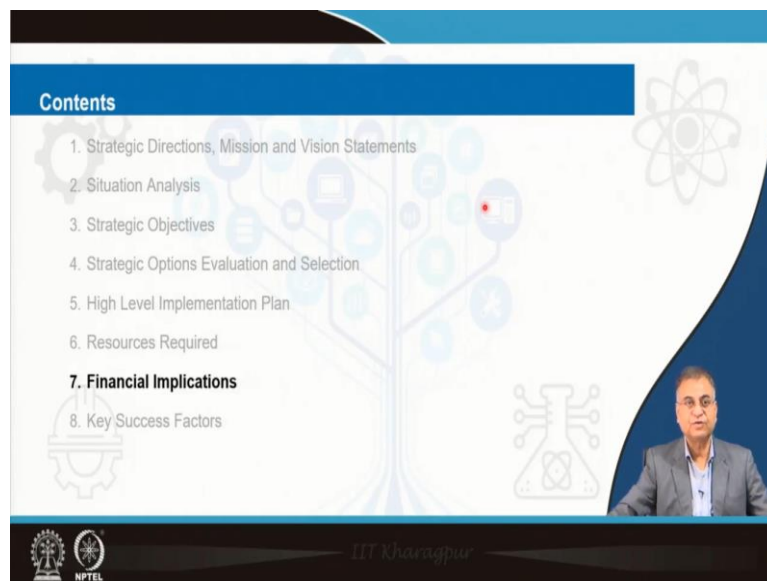 Contents
1. Strategic Directions, Mission and Vision Statements
2. Situation Analysis
3. Strategic Objectives
4. Strategic Options Evaluation and Selection
5. High Level Implementation Plan
6. Resources Required
7. Financial Implications
8. Key Success Factors
IIT Kharagpur
NPTEL